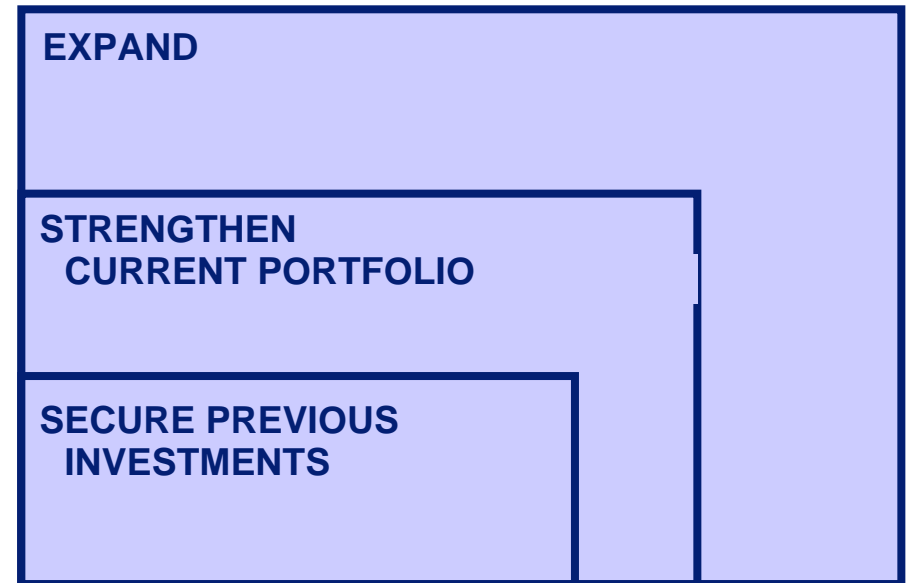 EXPAND
STRENGTHEN
CURRENT PORTFOLIO
SECURE PREVIOUS
INVESTMENTS